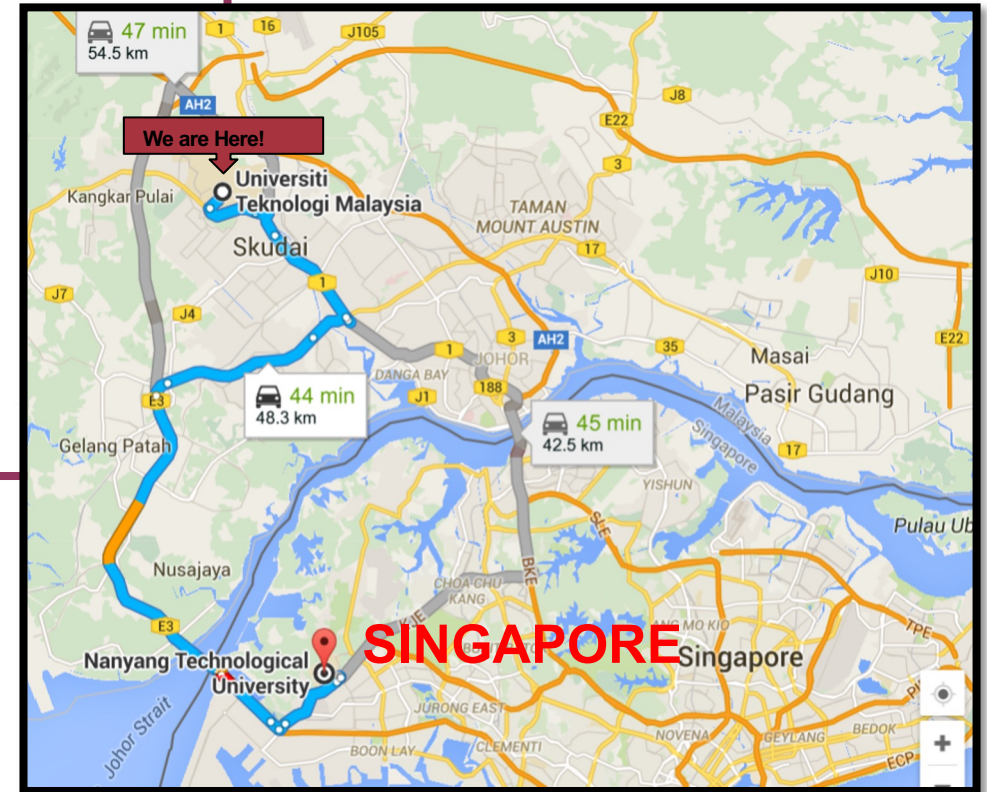 47 min
54.5 km
1
16
J105
AH2
J8
E22
We are Here!
3
Kangkar Pulai
Universiti
Teknologi Malaysia
TAMAN
MOUNT AUSTIN
Skudai
17
J10
1
J7
J4
3
AH2
35
E22
1
JOHOR
Masai
DANGA BAY
188
Pasir Gudang
44 min
48.3 km
J1
E3
45 min
42.5 km
Malaysia
Singapore
Gelang Patah
17
YISHUN
SLE
Pulau Ub
Nusajaya
BKE
CHOA CHU
KANG
E3
KJE
SINGAPORE
ANG MO KIO
TPE
Nanyang Technological
University
Singapore
JURONG EAST
Johor Strait
NOVENA
GEYLANG
BEDOK
BOON LAY
CLEMENTI
ECP
+